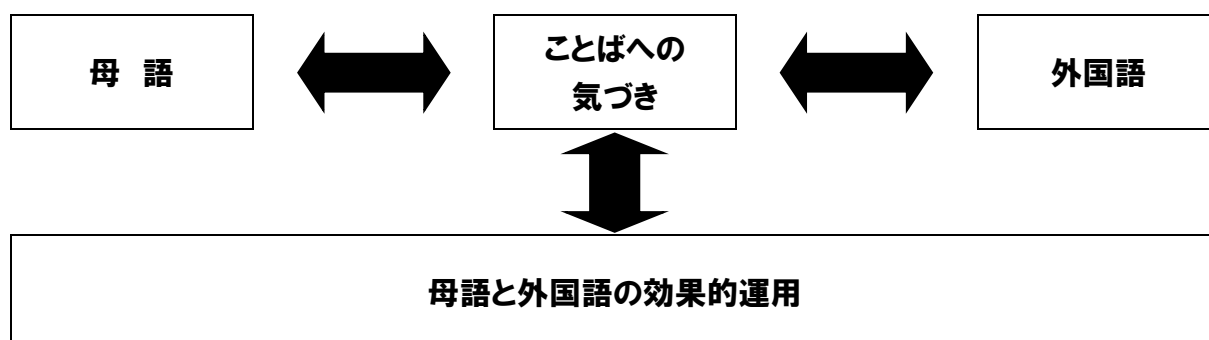 母 語
ことばへの
気づき
外国語
母語と外国語の効果的運用